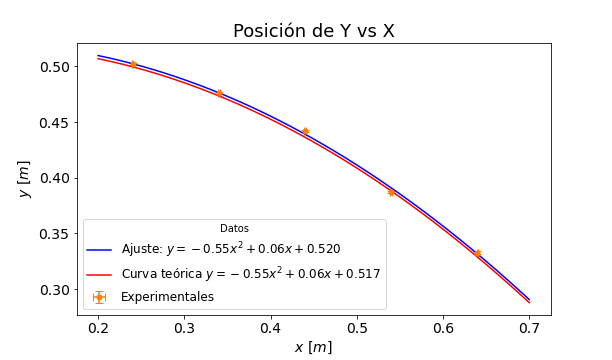 Posición de Y vs X
0.50
0.45
0.40
0.35
0.30
y [m]
Datos
Ajuste: y = −0.55x² + 0.06x + 0.520
Curva teórica y = −0.55x² + 0.06x + 0.517
Experimentales
0.2 0.3 0.4 0.5 0.6 0.7
x [m]